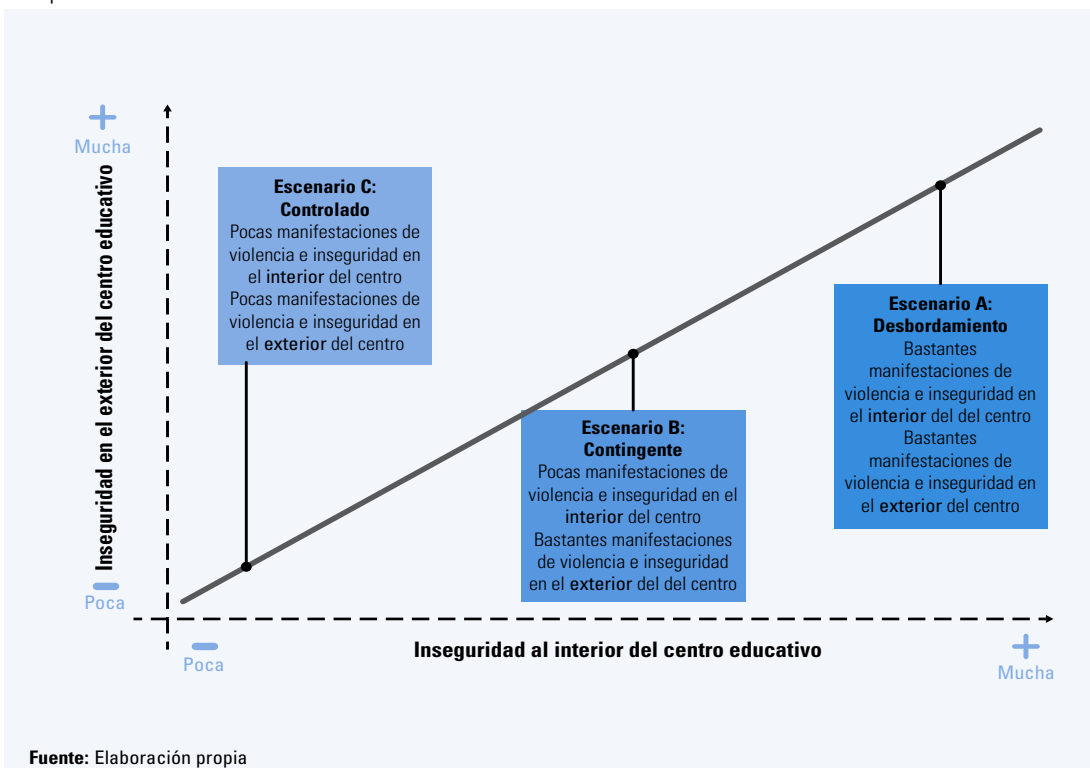 +
Mucha
Inseguridad en el exterior del centro educativo
Poca
Escenario C:
Controlado
Pocas manifestaciones de
violencia e inseguridad en
el interior del centro
Pocas manifestaciones de
violencia e inseguridad en
el exterior del centro
Escenario B:
Contingente
Pocas manifestaciones de
violencia e inseguridad en el
interior del centro
Bastantes manifestaciones
de violencia e inseguridad
en el exterior del del centro
Escenario A:
Desbordamiento
Bastantes
manifestaciones de
violencia e inseguridad en
el interior del del centro
Bastantes
manifestaciones de
violencia e inseguridad en
el exterior del centro
Poca
Inseguridad al interior del centro educativo
+
Mucha
Fuente: Elaboración propia